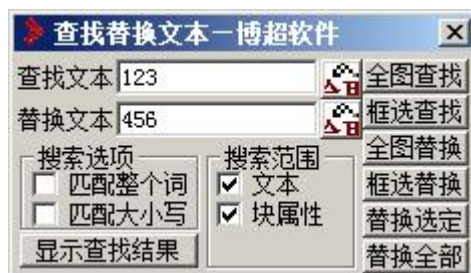 查找替换文本－博超软件
查找文本 123 全图查找
替换文本 456 框选查找
搜索选项 搜索范围 全图替换
匹配整个词 文本 框选替换
匹配大小写 块属性 替换选定
显示查找结果 替换全部